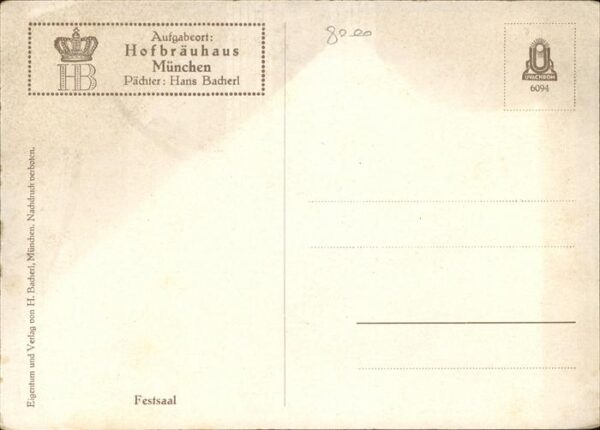 Aufgabeort:
Hofbräuhaus
München
Pächter: Hans Bacherl
HB
80.00
UVACHROM
6094
Eigentum und Verlag von H. Bacherl, München. Nachdruck verboten.
Festsaal